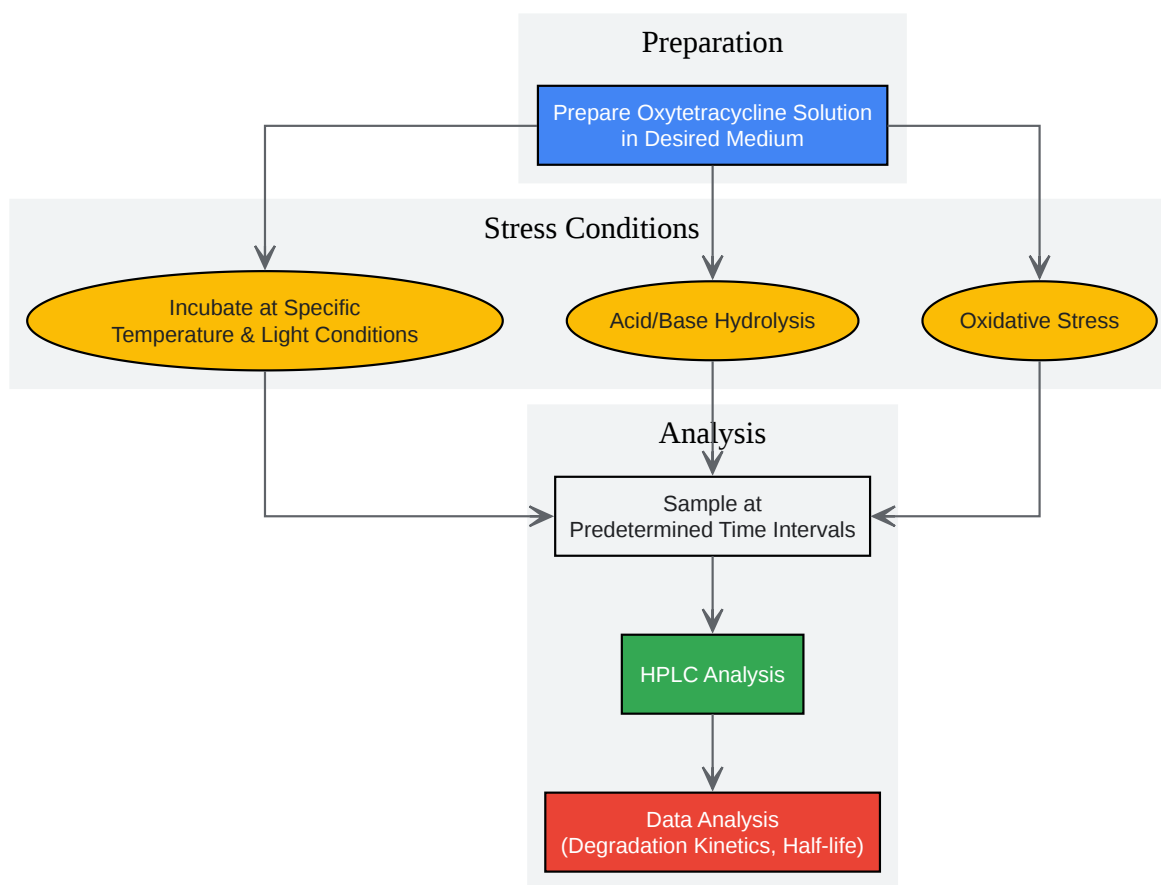 Preparation
Prepare Oxytetracycline Solution
in Desired Medium
Stress Conditions
Incubate at Specific
Temperature & Light Conditions
Acid/Base Hydrolysis
Oxidative Stress
Analysis
Sample at
Predetermined Time Intervals
HPLC Analysis
Data Analysis
(Degradation Kinetics, Half-life)